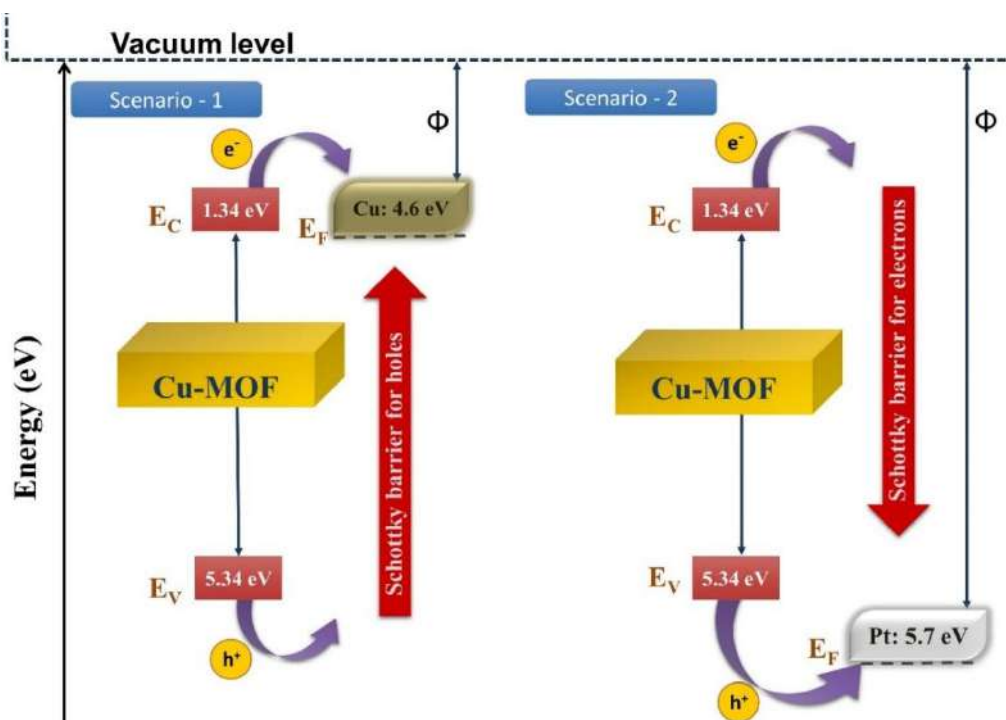 Vacuum level
Energy (eV)
Scenario - 1
e⁻
Φ
E_C
1.34 eV
Cu: 4.6 eV
E_F
Cu-MOF
Schottky barrier for holes
E_V
5.34 eV
h⁺
Scenario - 2
e⁻
Φ
E_C
1.34 eV
Schottky barrier for electrons
Cu-MOF
E_V
5.34 eV
Pt: 5.7 eV
E_F
h⁺